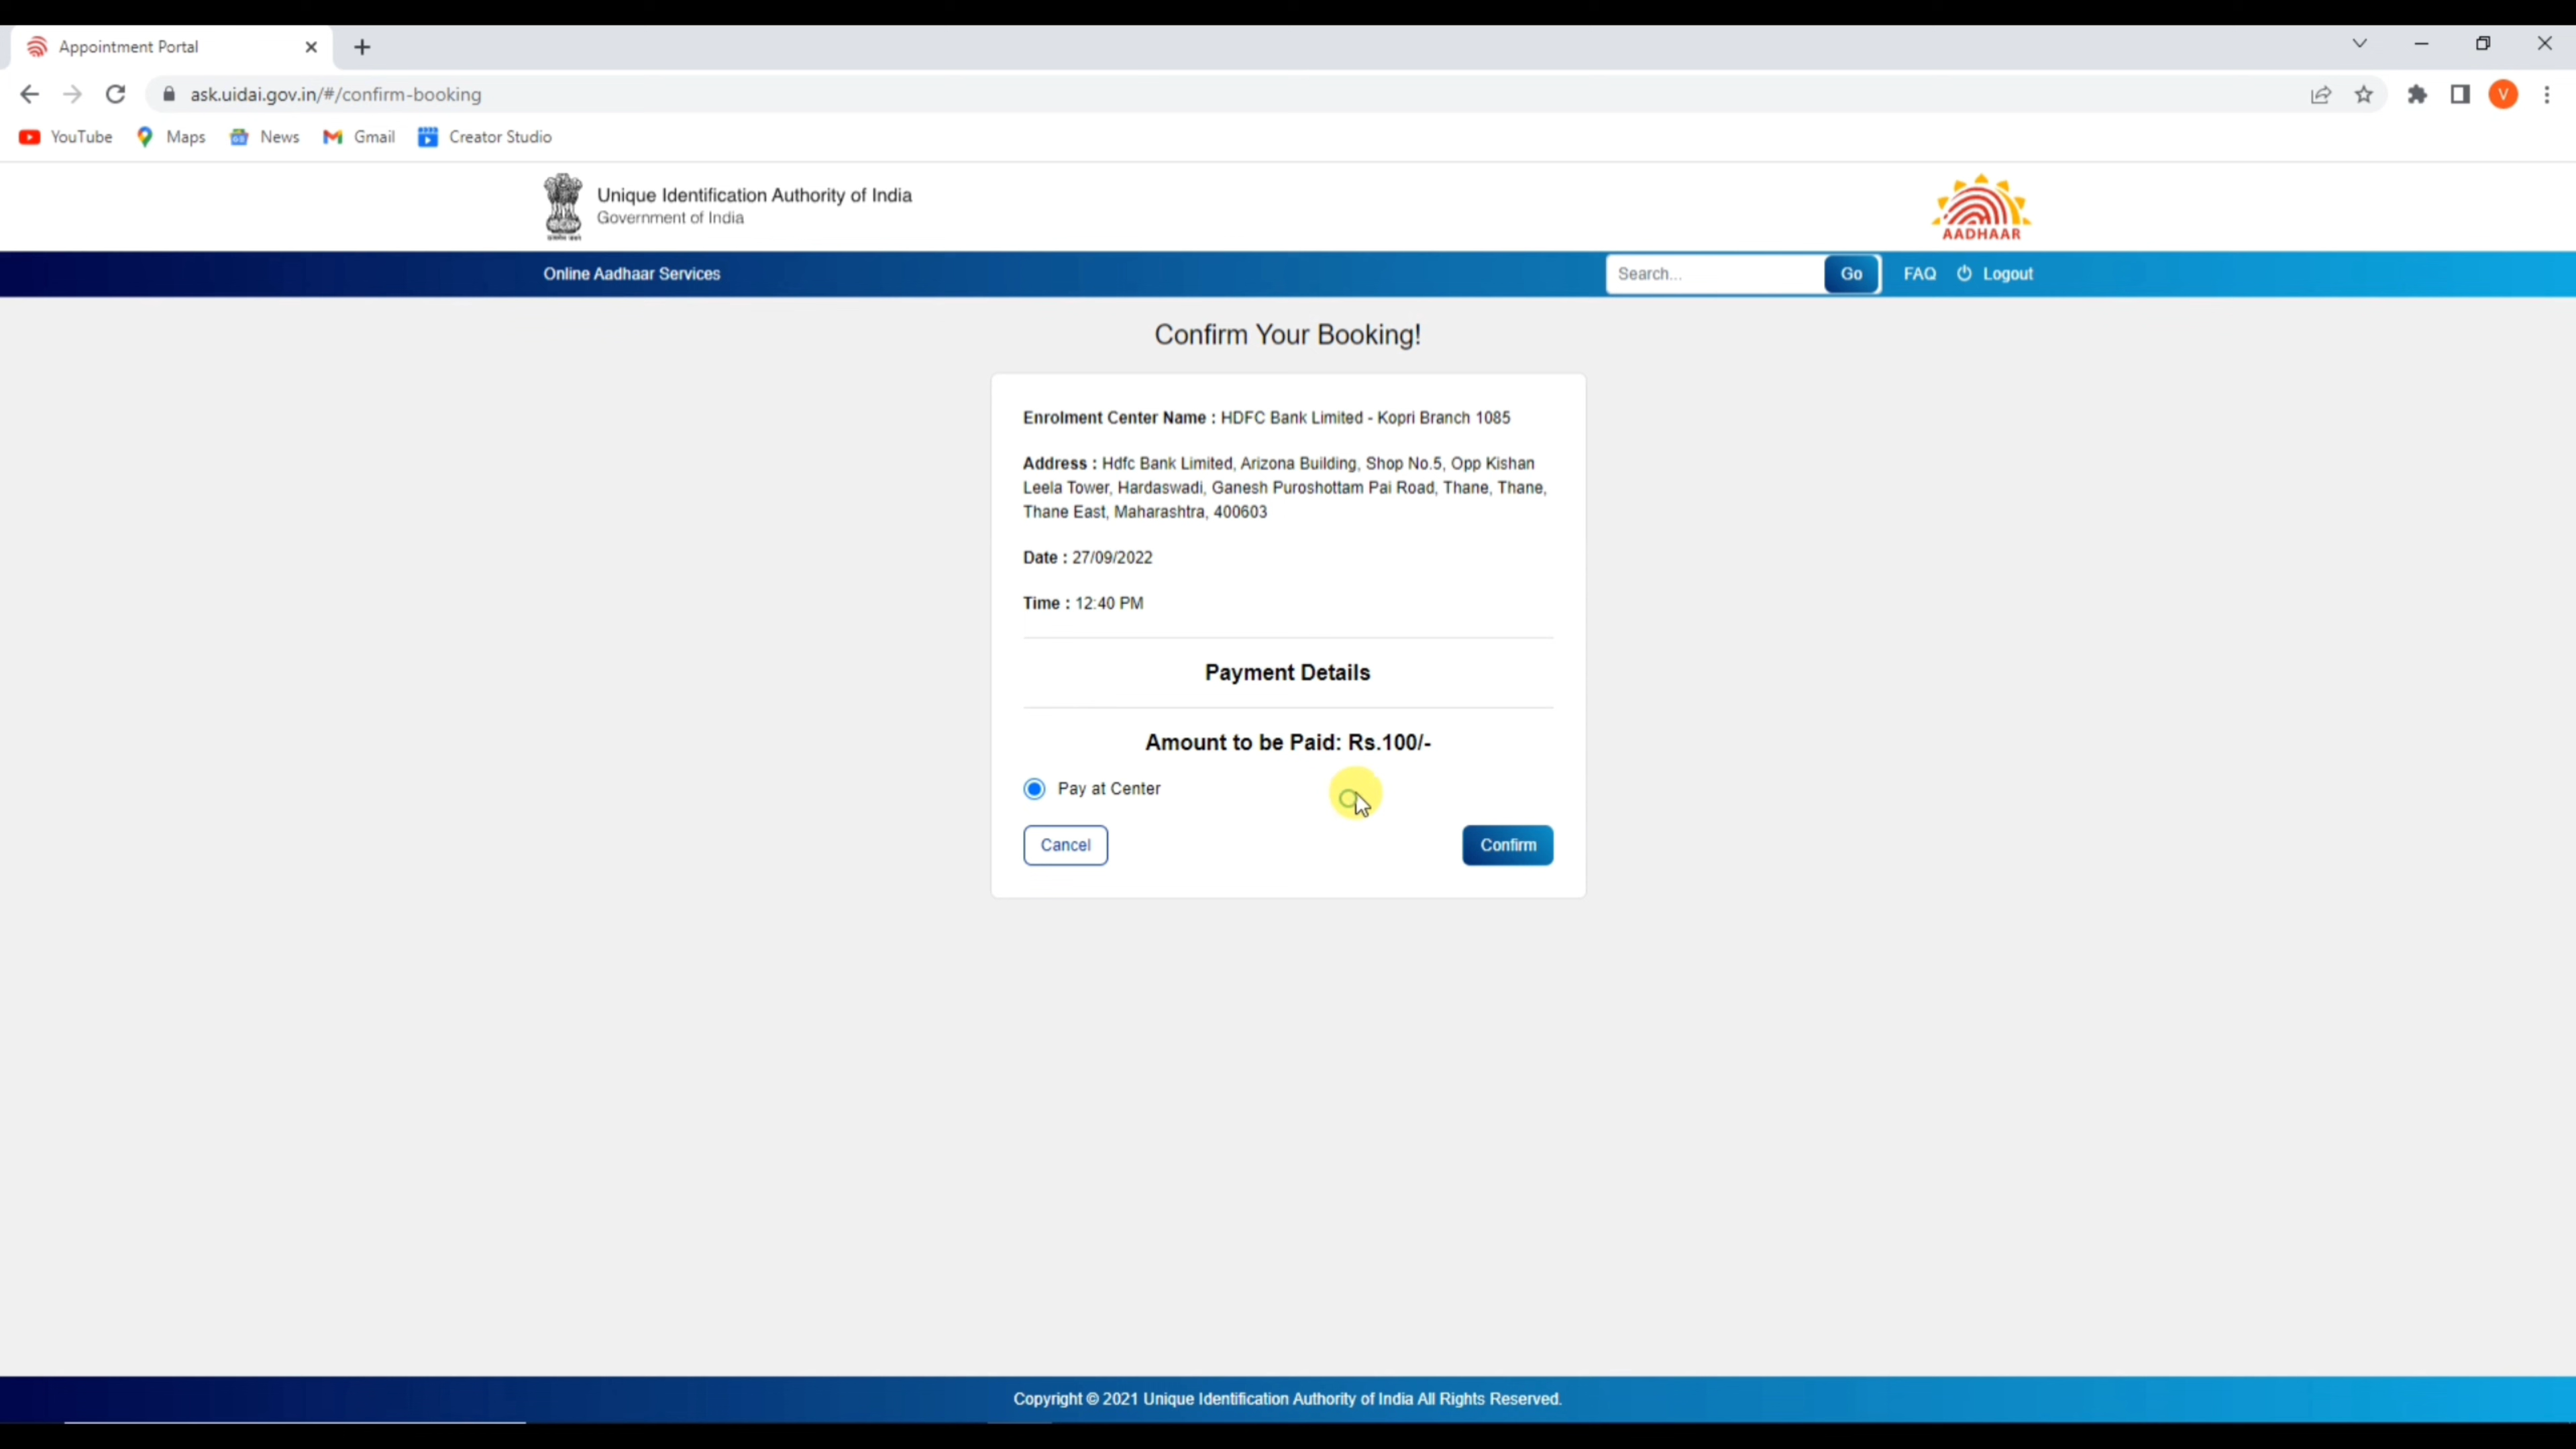 Appointment Portal
ask.uidai.gov.in/#/confirm-booking
V
YouTube Maps News Gmail Creator Studio
Unique Identification Authority of India
Government of India
AADHAAR
Online Aadhaar Services
Search... Go FAQ Logout
Confirm Your Booking!
Enrolment Center Name : HDFC Bank Limited - Kopri Branch 1085
Address : Hdfc Bank Limited, Arizona Building, Shop No.5, Opp Kishan
Leela Tower, Hardaswadi, Ganesh Puroshottam Pai Road, Thane, Thane,
Thane East, Maharashtra, 400603
Date : 27/09/2022
Time : 12:40 PM
Payment Details
Amount to be Paid: Rs.100/-
Pay at Center
Cancel Confirm
Copyright © 2021 Unique Identification Authority of India All Rights Reserved.